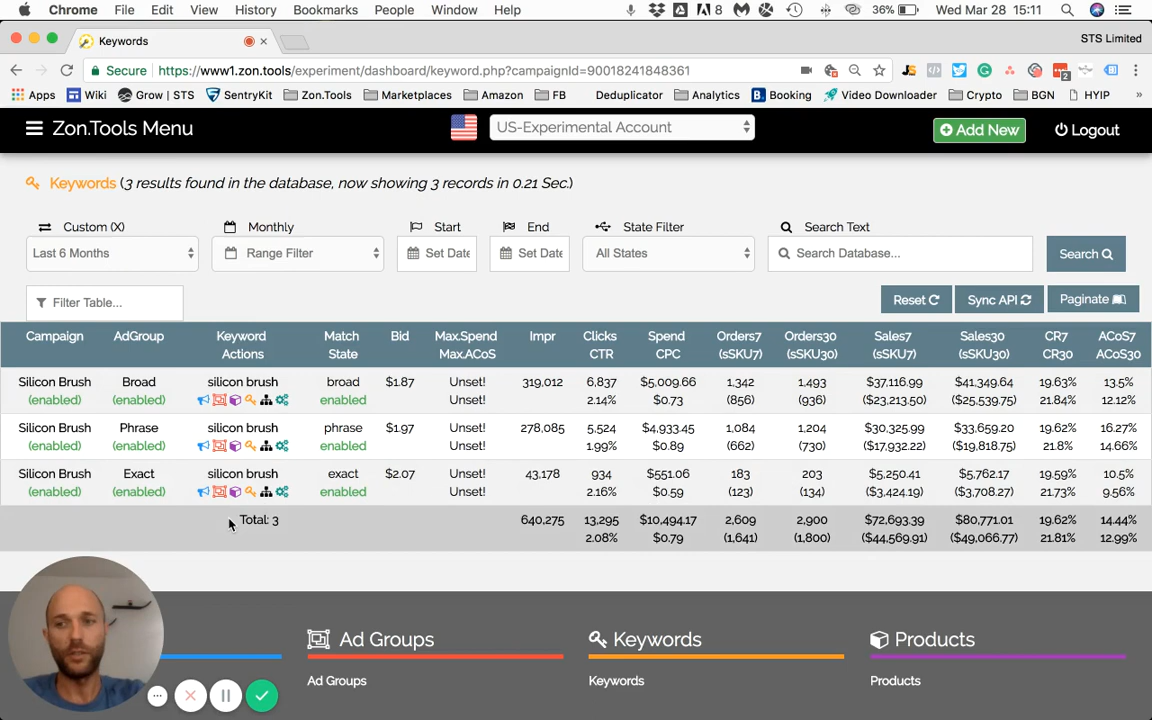 Chrome File Edit View History Bookmarks People Window Help 8 36% Wed Mar 28 15:11
Keywords STS Limited
Secure https://www1.zon.tools/experiment/dashboard/keyword.php?campaignId=90018241848361 2
Apps Wiki Grow | STS SentryKit Zon.Tools Marketplaces Amazon FB Deduplicator Analytics B. Booking Video Downloader Crypto BGN HYIP »
Zon.Tools Menu US-Experimental Account Add New Logout
Keywords (3 results found in the database, now showing 3 records in 0.21 Sec.)
Custom (X) Monthly Start End State Filter Search Text
Last 6 Months Range Filter Set Date Set Date All States Search Database... Search
Filter Table... Reset Sync API Paginate
Campaign AdGroup Keyword Match Bid Max.Spend Impr Clicks Spend Orders7 Orders30 Sales7 Sales30 CR7 ACoS7
Actions State Max.ACoS CTR CPC (sSKU7) (sSKU30) (sSKU7) (sSKU30) CR30 ACoS30
Silicon Brush Broad silicon brush broad $1.87 Unset! 319,012 6,837 $5,009.66 1,342 1,493 $37,116.99 $41,349.64 19.63% 13.5%
(enabled) (enabled) enabled Unset! 2.14% $0.73 (856) (936) ($23,213.50) ($25,539.75) 21.84% 12.12%
Silicon Brush Phrase silicon brush phrase $1.97 Unset! 278,085 5,524 $4,933.45 1,084 1,204 $30,325.99 $33,659.20 19.62% 16.27%
(enabled) (enabled) enabled Unset! 1.99% $0.89 (662) (730) ($17,932.22) ($19,818.75) 21.8% 14.66%
Silicon Brush Exact silicon brush exact $2.07 Unset! 43,178 934 $551.06 183 203 $5,250.41 $5,762.17 19.59% 10.5%
(enabled) (enabled) enabled Unset! 2.16% $0.59 (123) (134) ($3,424.19) ($3,708.27) 21.73% 9.56%
Total: 3 640,275 13,295 $10,494.17 2,609 2,900 $72,693.39 $80,771.01 19.62% 14.44%
2.08% $0.79 (1,641) (1,800) ($44,569.91) ($49,066.77) 21.81% 12.99%
Ad Groups Keywords Products
Ad Groups Keywords Products